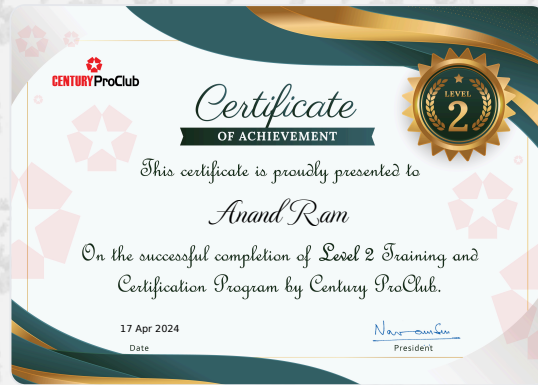 CENTURY ProClub
LEVEL
2
Certificate
OF ACHIEVEMENT
This certificate is proudly presented to
Anand Ram
On the successful completion of Level 2 Training and
Certification Program by Century ProClub.
17 Apr 2024
Date
President